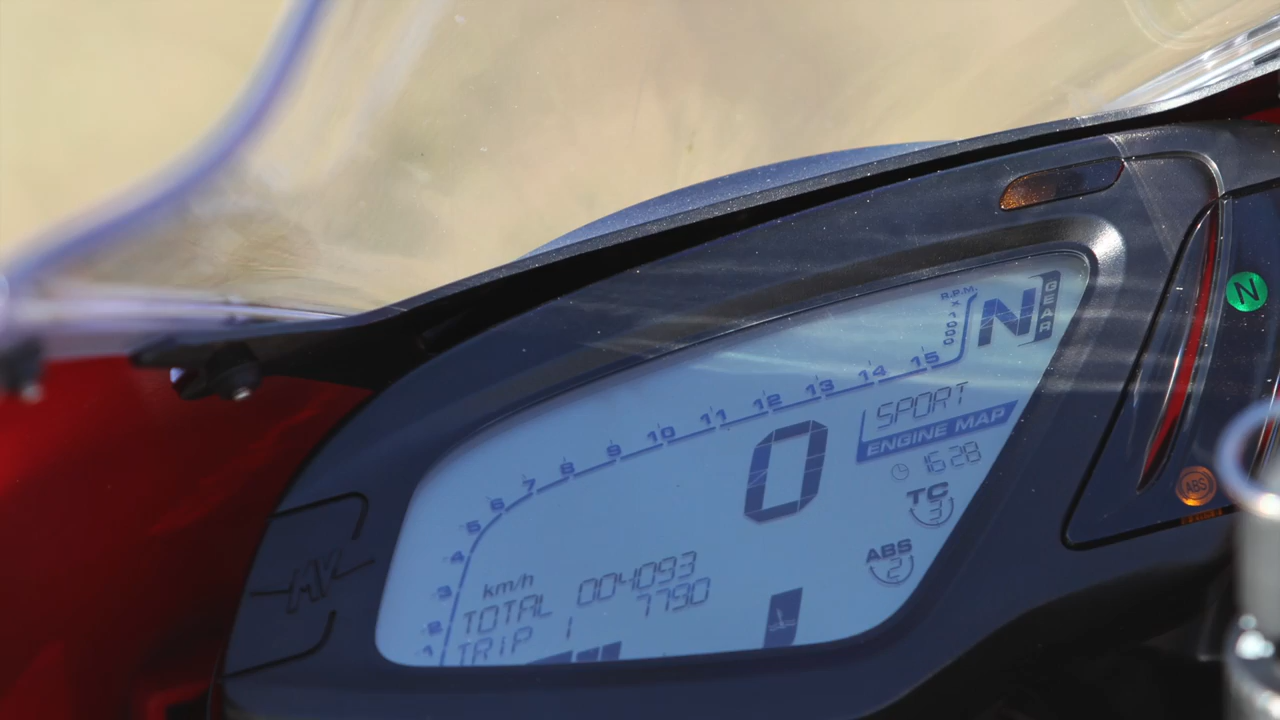 R.P.M. x 1000
N GEAR
N
1 2 3 4 5 6 7 8 9 10 11 12 13 14 15
SPORT
ENGINE MAP
0
16 28
TC
3
ABS
ABS
2
km/h
TOTAL 004093
TRIP 1 7790
MV